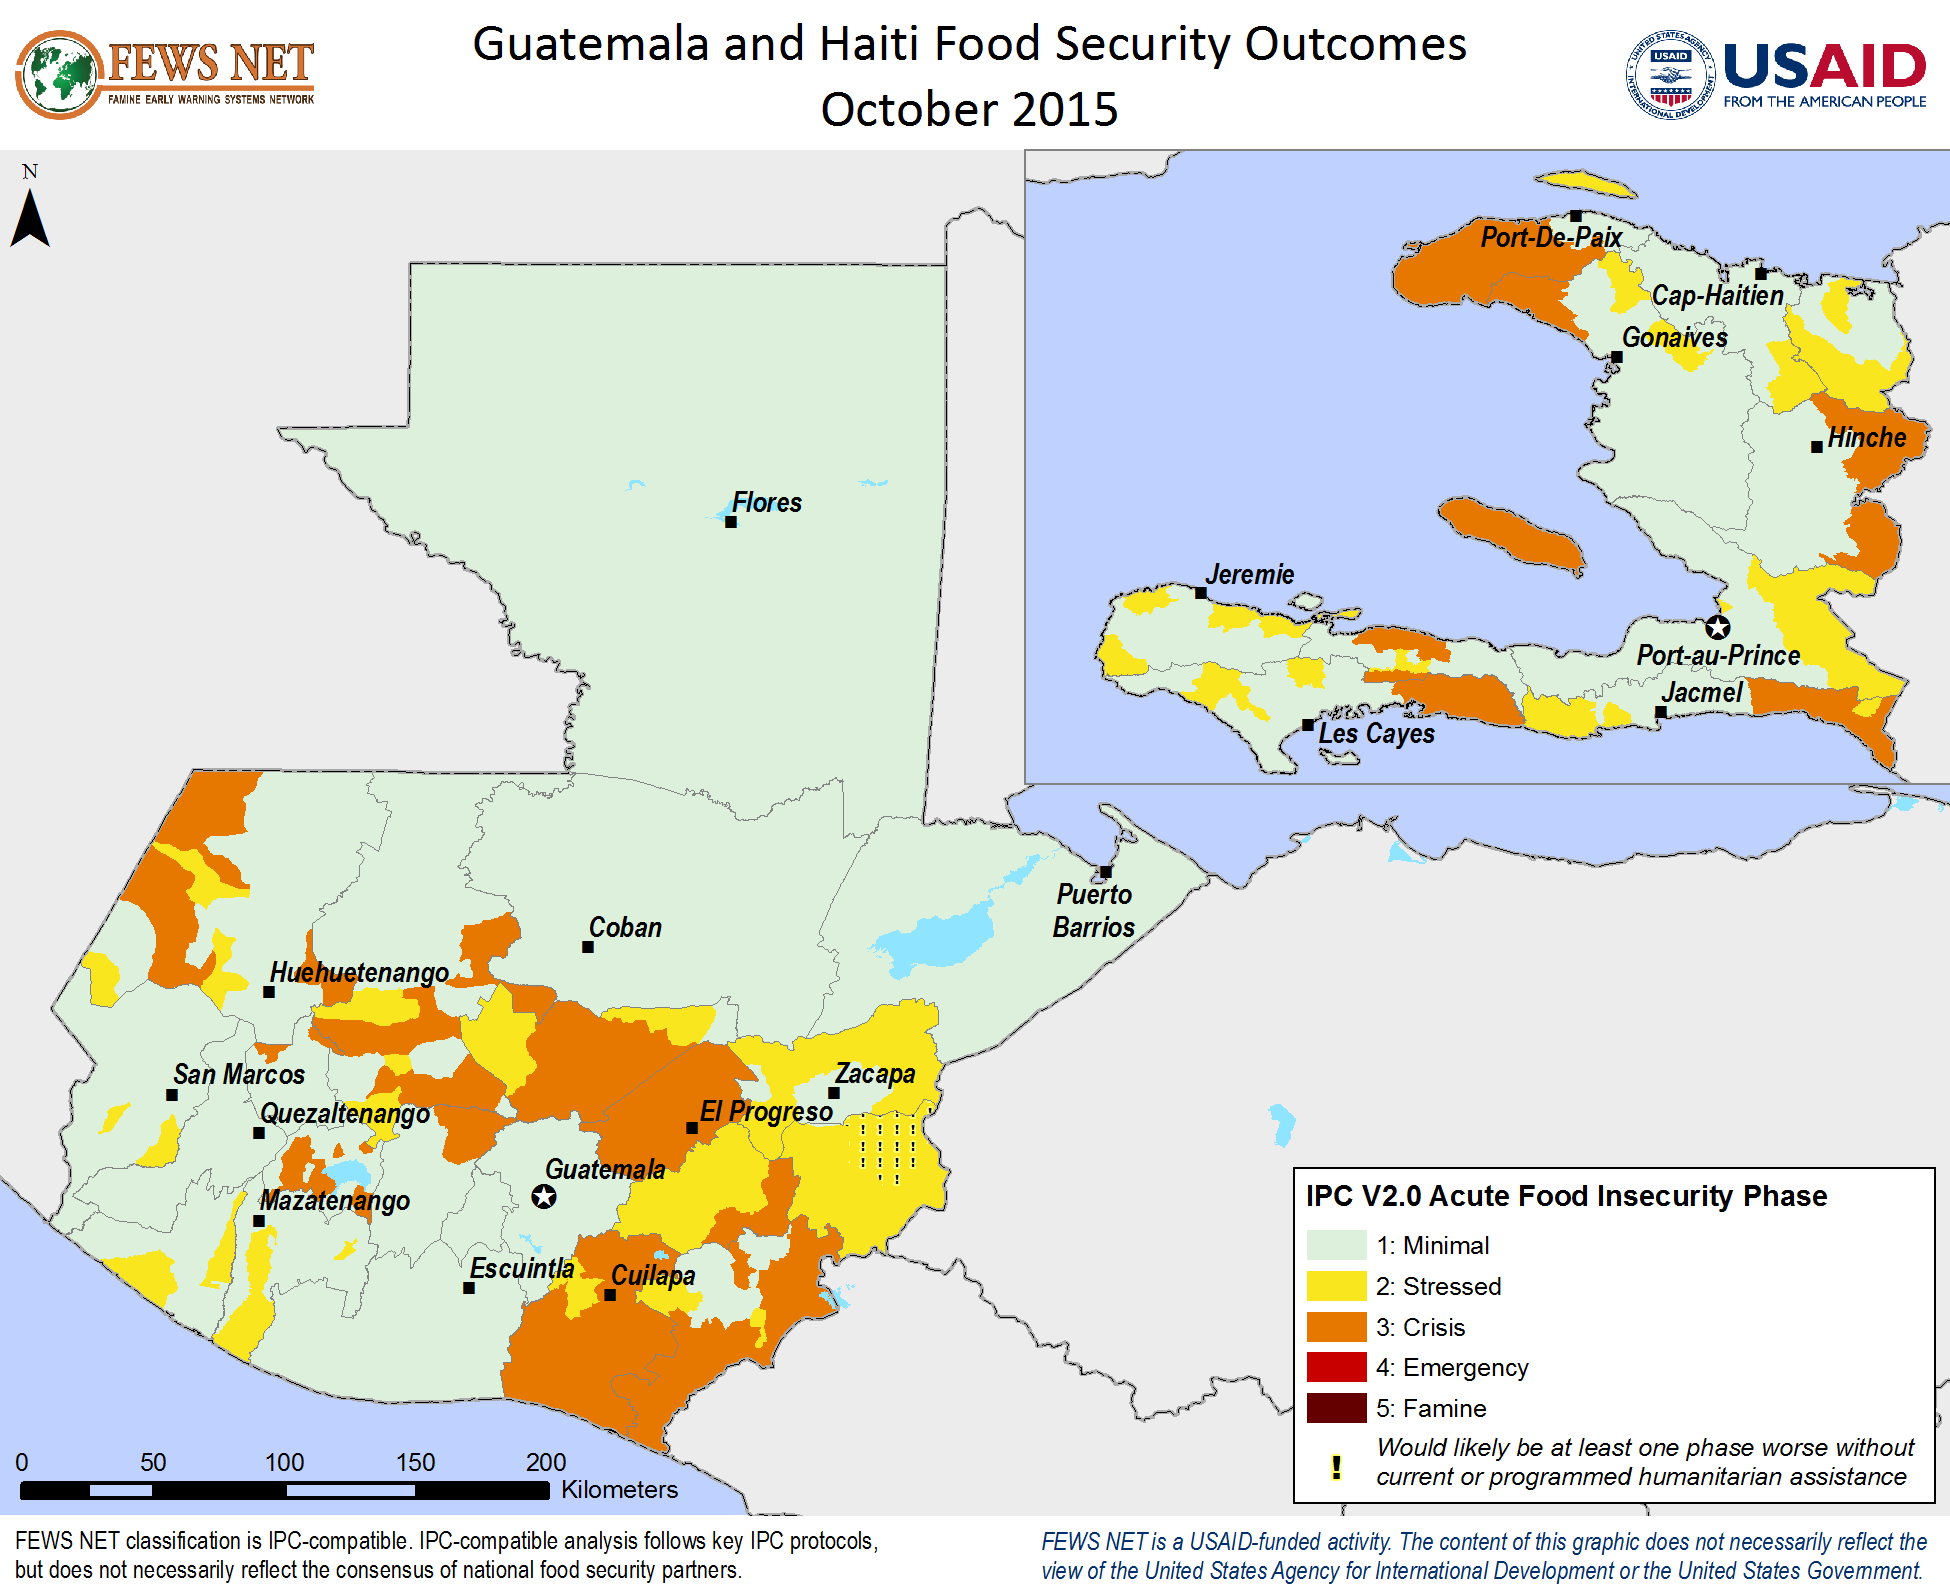 FEWS NET
FAMINE EARLY WARNING SYSTEMS NETWORK
Guatemala and Haiti Food Security Outcomes
October 2015
UNITED STATES AGENCY
USAID
INTERNATIONAL DEVELOPMENT
USAID
FROM THE AMERICAN PEOPLE
N
Port-De-Paix
Cap-Haitien
Gonaives
Hinche
Jeremie
Port-au-Prince
Jacmel
Les Cayes
Flores
Puerto
Barrios
Coban
Huehuetenango
San Marcos
Zacapa
Quezaltenango
El Progreso
Guatemala
Mazatenango
Escuintla
Cuilapa
IPC V2.0 Acute Food Insecurity Phase
1: Minimal
2: Stressed
3: Crisis
4: Emergency
5: Famine
! Would likely be at least one phase worse without
current or programmed humanitarian assistance
0 50 100 150 200
Kilometers
FEWS NET classification is IPC-compatible. IPC-compatible analysis follows key IPC protocols,
but does not necessarily reflect the consensus of national food security partners.
FEWS NET is a USAID-funded activity. The content of this graphic does not necessarily reflect the
view of the United States Agency for International Development or the United States Government.